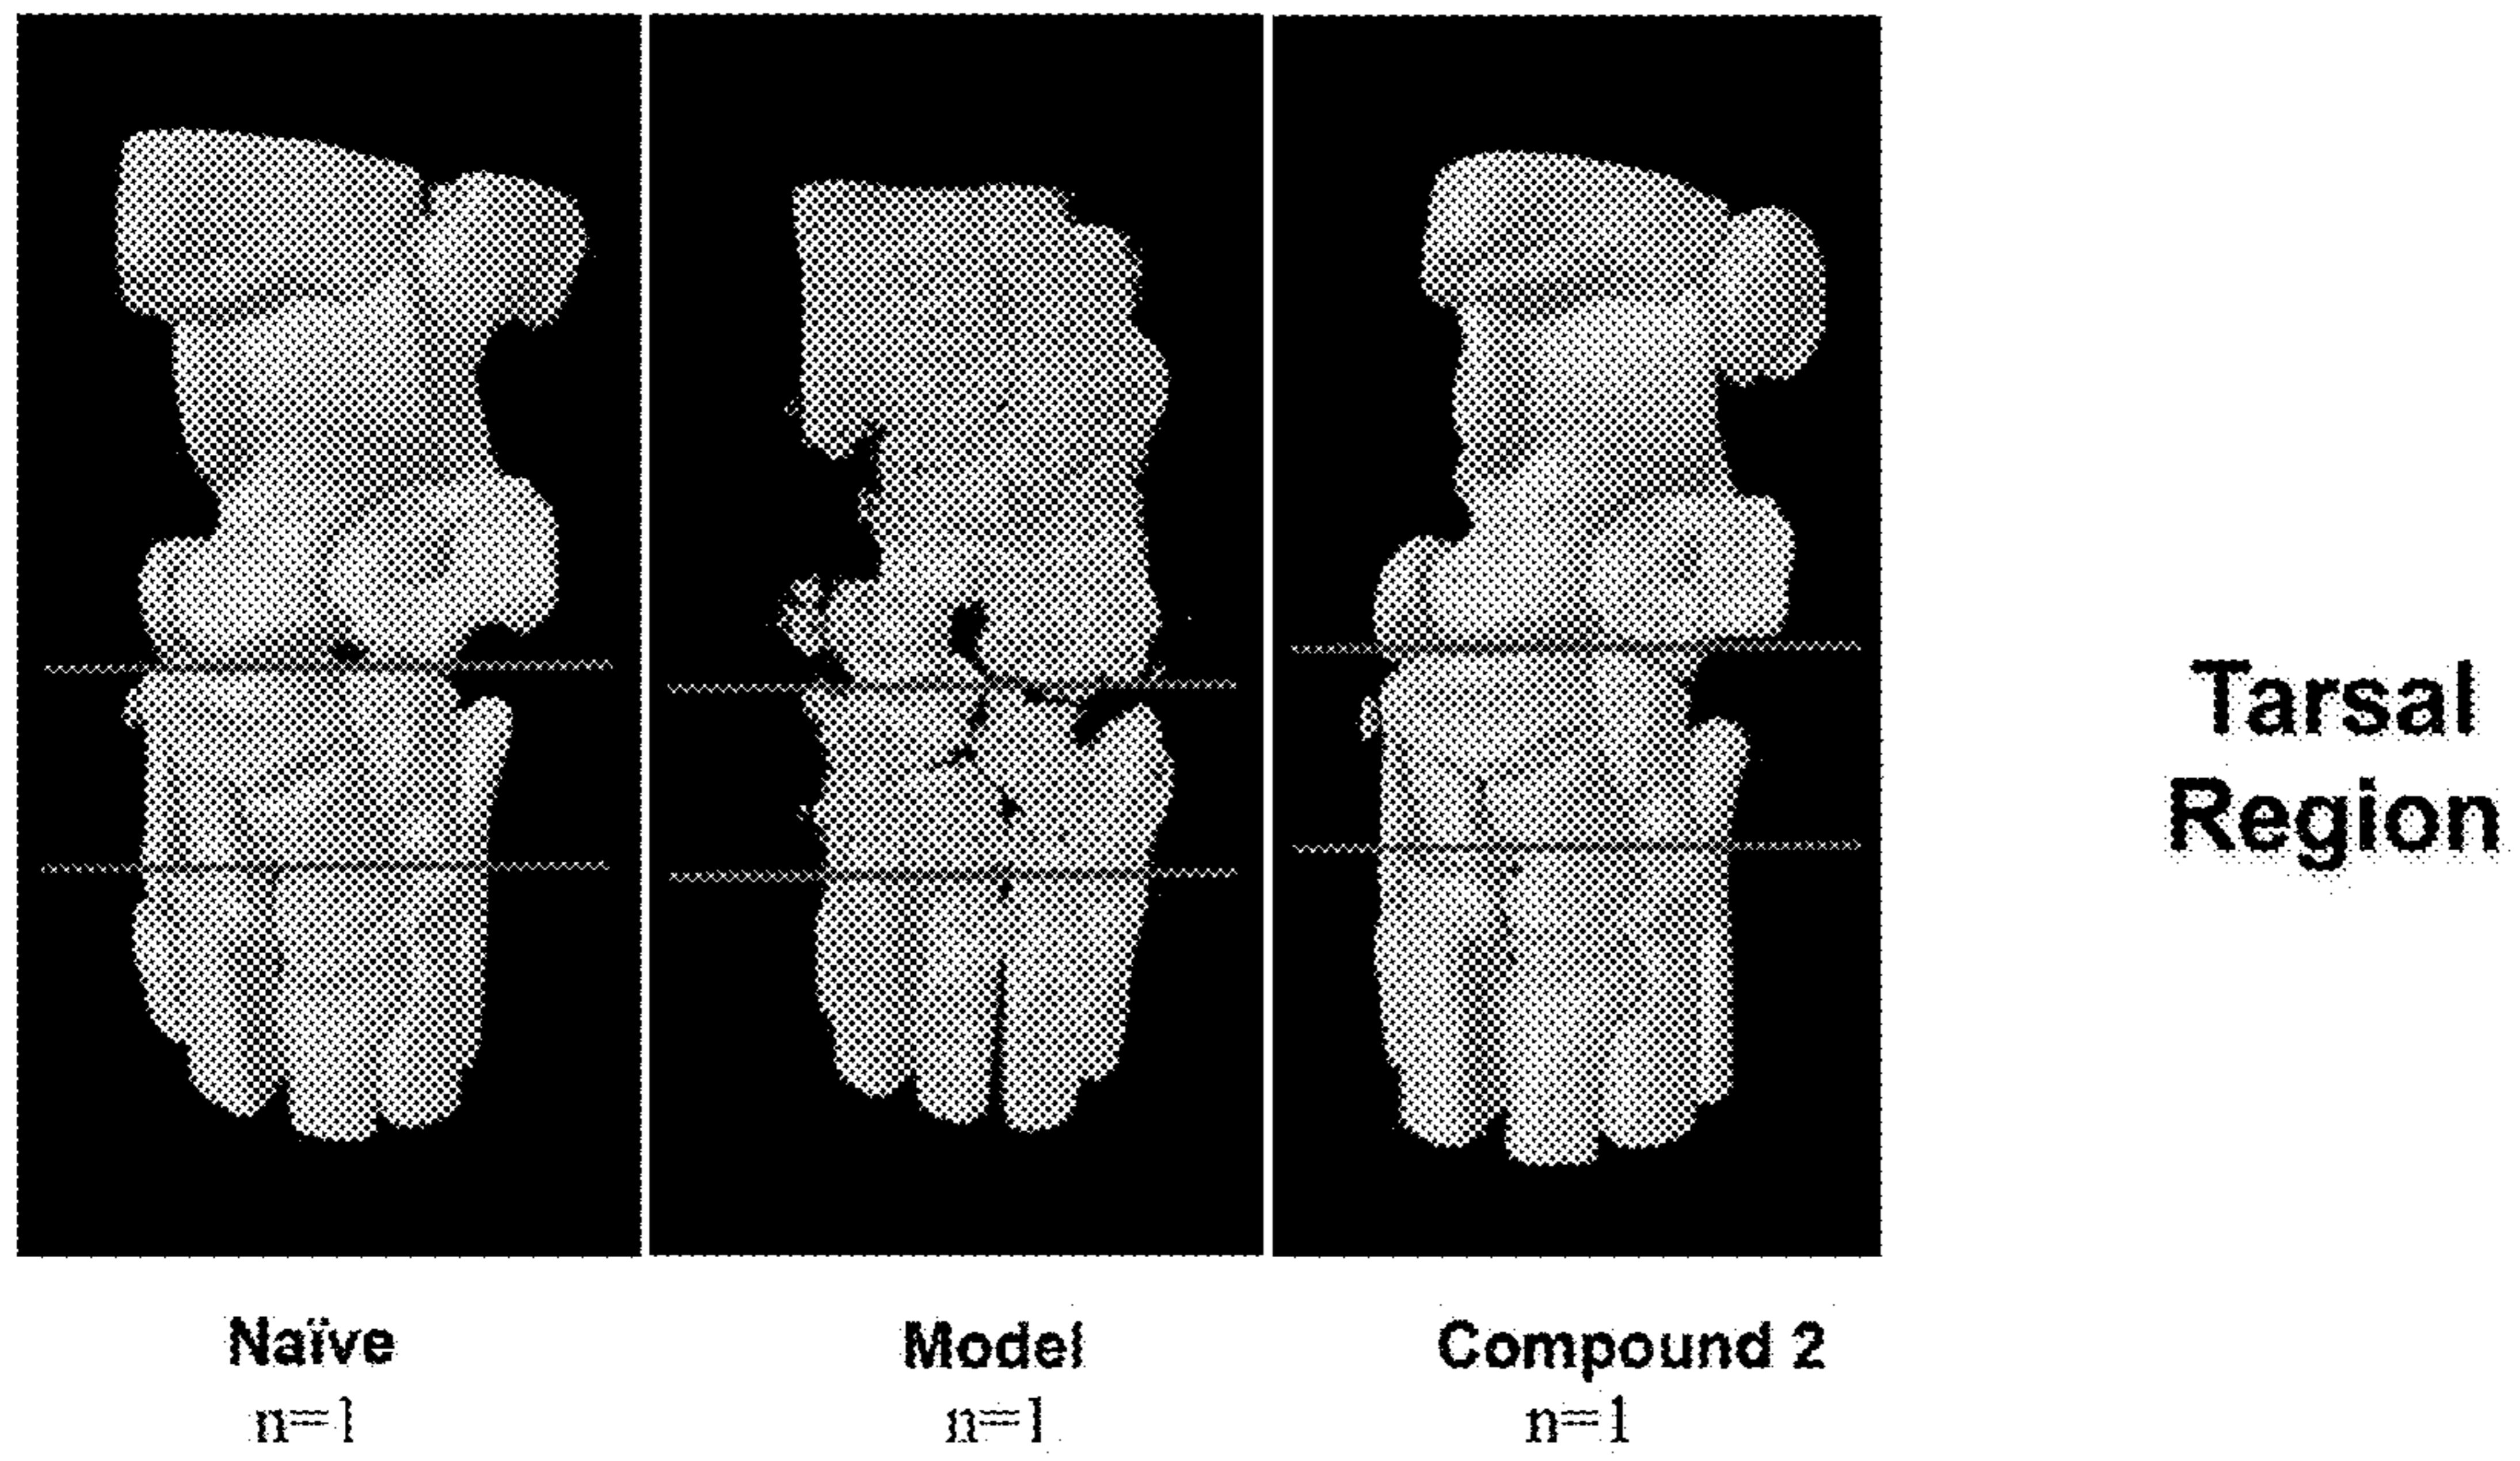 Tarsal
Region
Naïve
n=1
Model
n=1
Compound 2
n=1